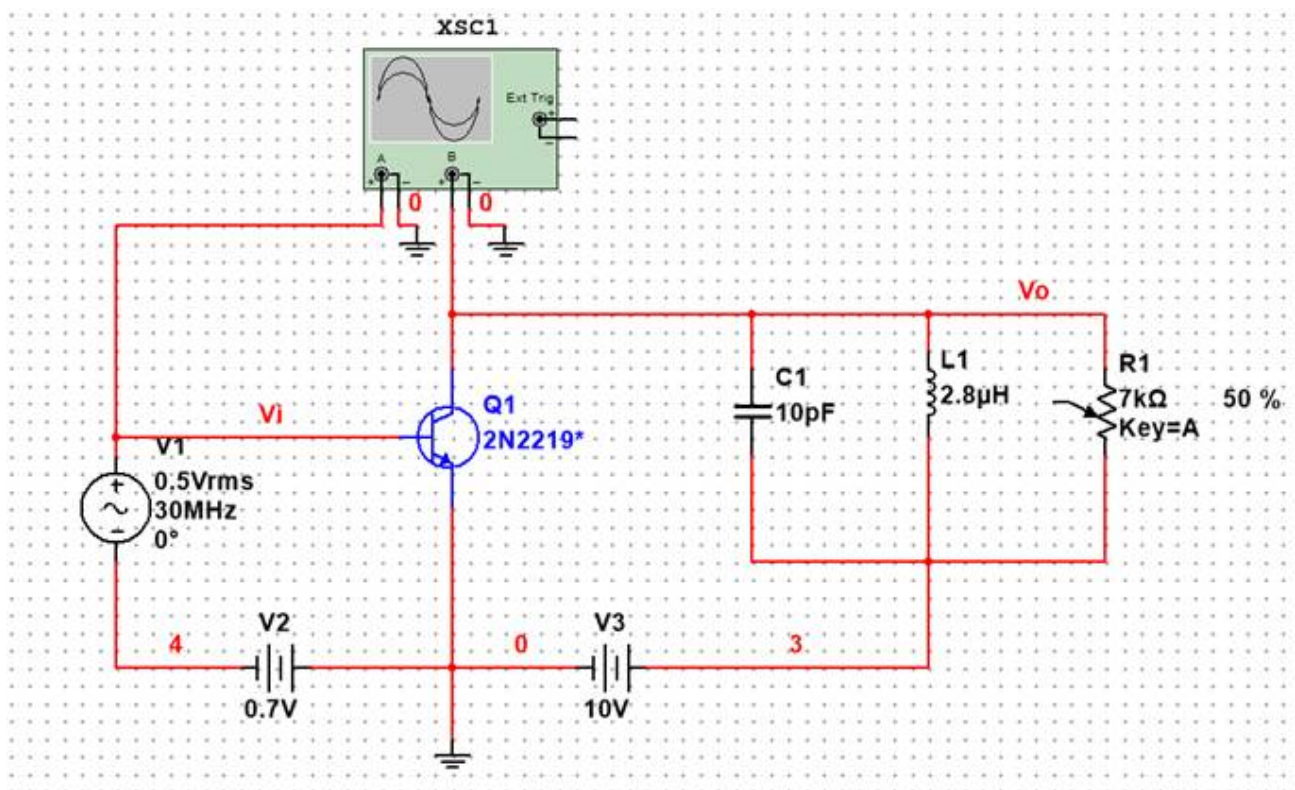 XSC1
Ext Trig
+
_
A
B
+
_
+
_
0
0
Vo
C1
10pF
L1
2.8µH
R1
7kΩ
50 %
Key=A
Q1
2N2219*
Vi
V1
0.5Vrms
30MHz
0°
V2
4
0.7V
0
V3
10V
3